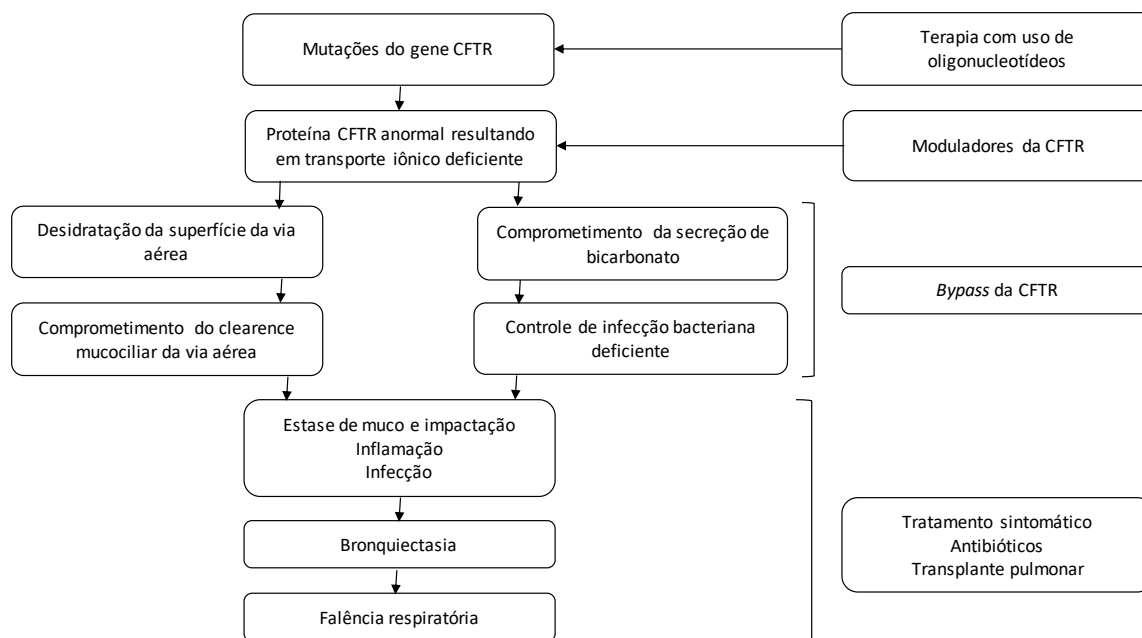 Mutações do gene CFTR
Terapia com uso de
oligonucleotídeos
Proteína CFTR anormal resultando
em transporte iônico deficiente
Moduladores da CFTR
Desidratação da superfície da via
aérea
Comprometimento da secreção de
bicarbonato
Bypass da CFTR
Comprometimento do clearence
mucociliar da via aérea
Controle de infecção bacteriana
deficiente
Estase de muco e impactação
Inflamação
Infecção
Bronquiectasia
Tratamento sintomático
Antibióticos
Transplante pulmonar
Falência respiratória